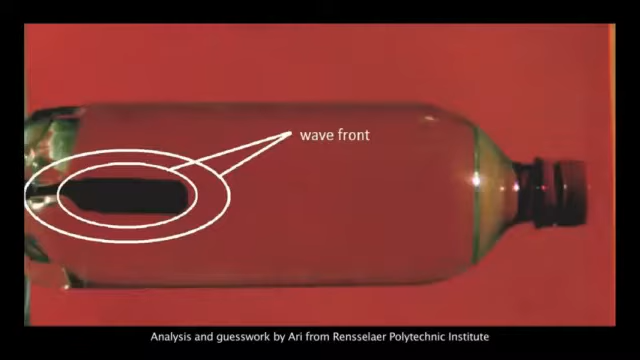 wave front
Analysis and guesswork by Ari from Rensselaer Polytechnic Institute